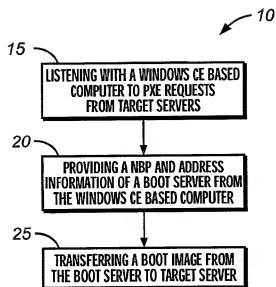 10
15
LISTENING WITH A WINDOWS CE BASED
COMPUTER TO PXE REQUESTS
FROM TARGET SERVERS
20
PROVIDING A NBP AND ADDRESS
INFORMATION OF A BOOT SERVER FROM
THE WINDOWS CE BASED COMPUTER
25
TRANSFERRING A BOOT IMAGE FROM
THE BOOT SERVER TO TARGET SERVER